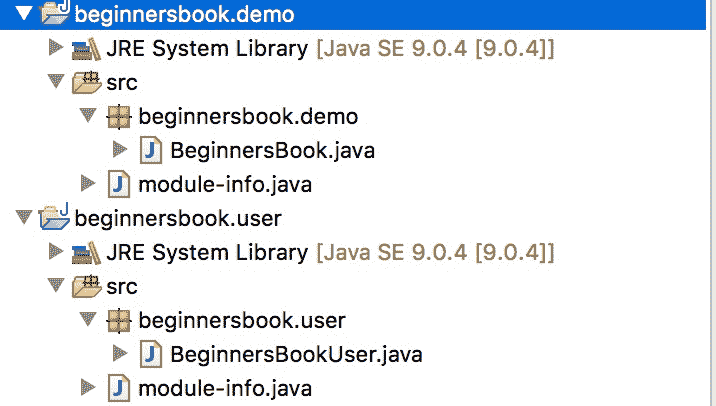 beginnersbook.demo
JRE System Library [Java SE 9.0.4 [9.0.4]]
src
beginnersbook.demo
BeginnersBook.java
module-info.java
beginnersbook.user
JRE System Library [Java SE 9.0.4 [9.0.4]]
src
beginnersbook.user
BeginnersBookUser.java
module-info.java